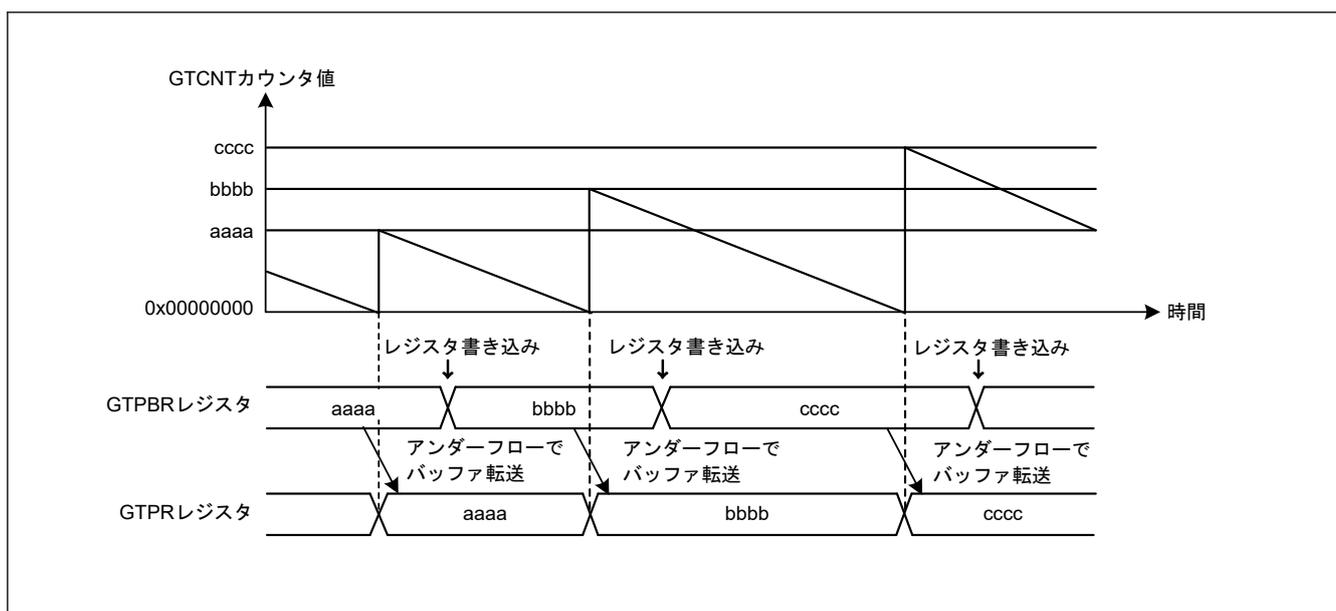 GTCNTカウンタ値
cccc
bbbb
aaaa
0x00000000
時間
レジスタ書き込み
レジスタ書き込み
レジスタ書き込み
GTPBRレジスタ
aaaa
bbbb
cccc
アンダーフローで
バッファ転送
アンダーフローで
バッファ転送
アンダーフローで
バッファ転送
GTPRレジスタ
aaaa
bbbb
cccc